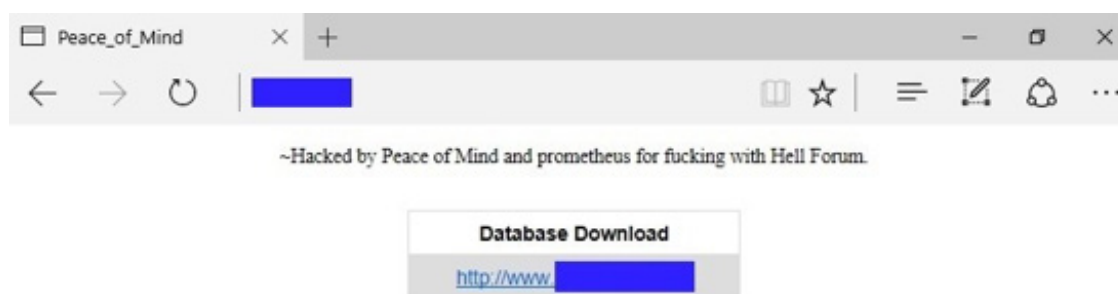 Peace_of_Mind
~Hacked by Peace of Mind and prometheus for fucking with Hell Forum.
Database Download
http://www.